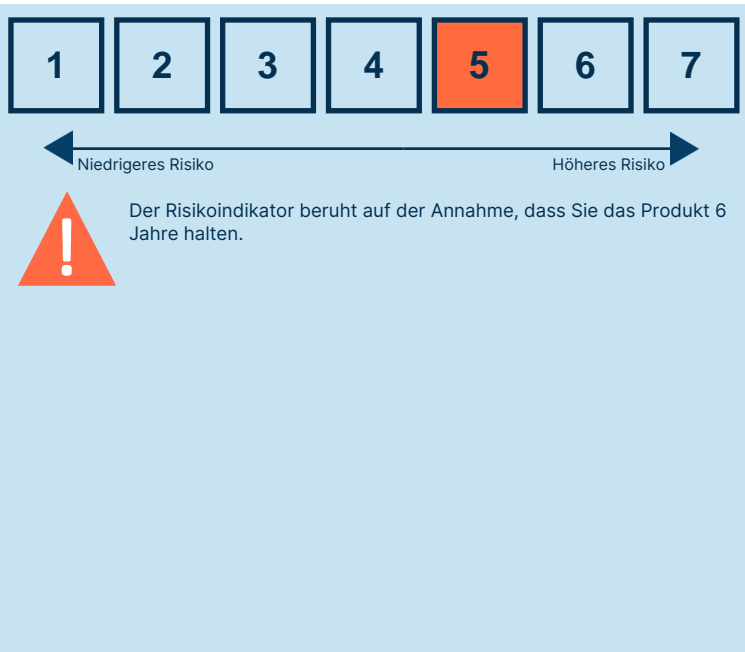 1 2 3 4 5 6 7
Niedrigeres Risiko Höheres Risiko
!
Der Risikoindikator beruht auf der Annahme, dass Sie das Produkt 6
Jahre halten.